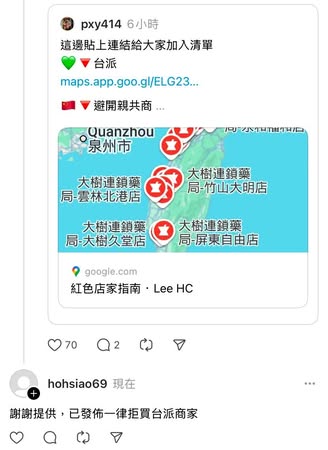 pxy414 6小時
這邊貼上連結給大家加入清單
💚🔻台派
maps.app.goo.gl/ELG23...
🇨🇳🔻避開親共商 ...
Quanzhou
泉州市
大樹連鎖藥
局-雲林北港店
大樹連鎖藥
局-竹山大明店
大樹連鎖藥
局-大樹久堂店
大樹連鎖藥
局-屏東自由店
google.com
紅色店家指南・Lee HC
70 2
hohsiao69 現在
謝謝提供，已發佈一律拒買台派商家